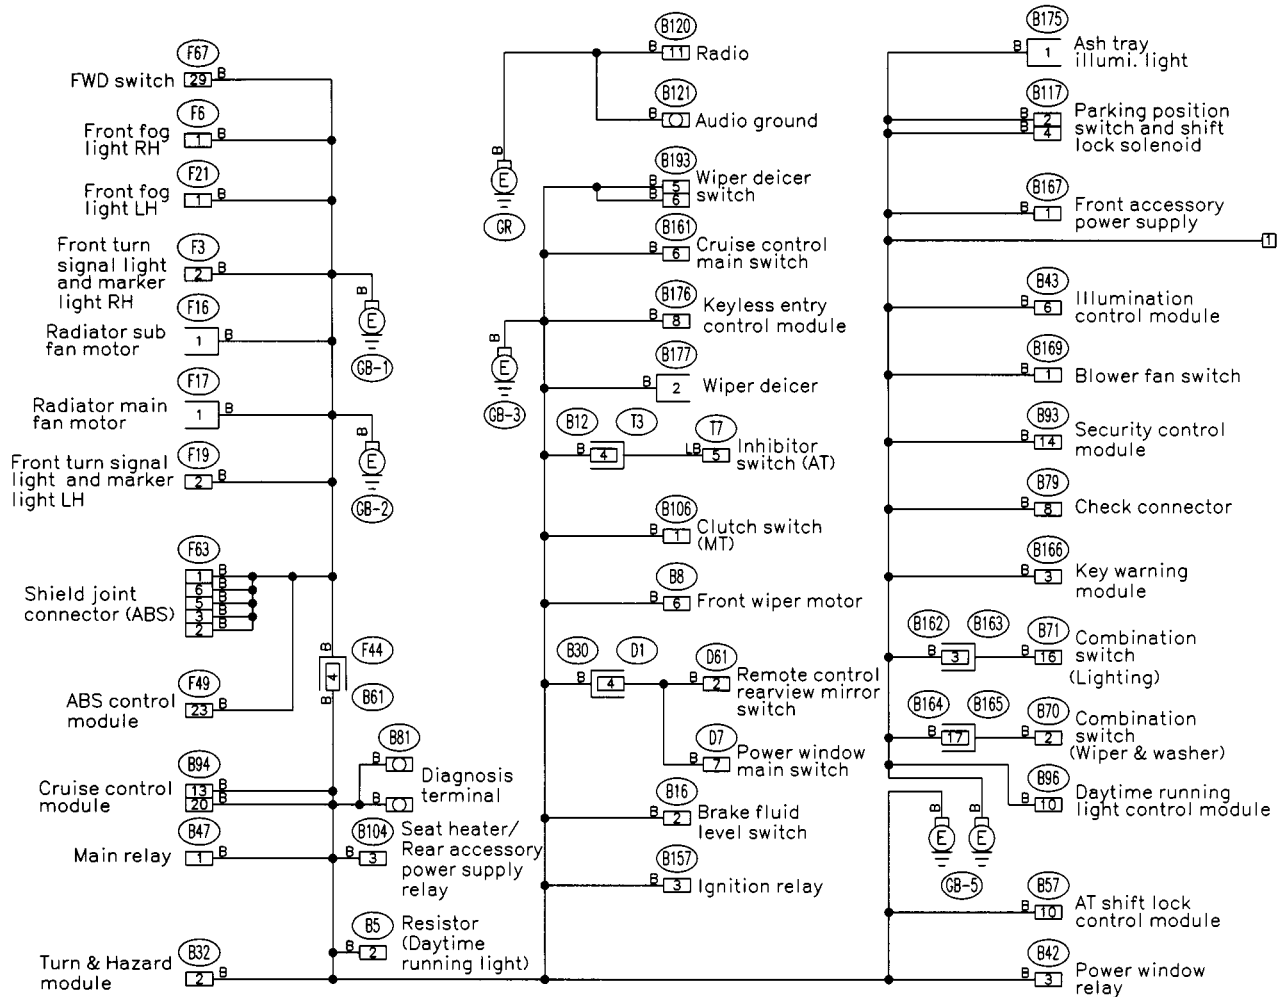 F67
FWD switch
29 B
F6
Front fog
light RH
1 B
F21
Front fog
light LH
1 B
F3
Front turn
signal light
and marker
light RH
2 B
B
E
GB-1
F16
Radiator sub
fan motor
1 B
F17
Radiator main
fan motor
1 B
B
E
GB-2
F19
Front turn signal
light and marker
light LH
2 B
F63
Shield joint
connector (ABS)
1 B
6 B
5 B
3 B
2 B
B
F44
4
B61
B
F49
ABS control
module
23 B
B94
Cruise control
module
13 B
20 B
B81
B
B
Diagnosis
terminal
B47
Main relay
1 B
B104
B 3
Seat heater/
Rear accessory
power supply
relay
B5
B 2
Resistor
(Daytime
running light)
B32
Turn & Hazard
module
2 B
B120
B 11 Radio
B121
B Audio ground
B
E
GR
B193
B 5
B 6
Wiper deicer
switch
B161
B 6
Cruise control
main switch
B176
B 8
Keyless entry
control module
B
E
GB-3
B177
B 2 Wiper deicer
B12 T3 T7
B 4 LB 5
Inhibitor
switch (AT)
B106
B 1
Clutch switch
(MT)
B8
B 6 Front wiper motor
B30 D1 D61
B 4 B 2
Remote control
rearview mirror
switch
D7
B 7
Power window
main switch
B16
B 2
Brake fluid
level switch
B157
B 3 Ignition relay
B175
B 1
Ash tray
illumi. light
B117
B 2
B 4
Parking position
switch and shift
lock solenoid
B167
B 1
Front accessory
power supply
1
B43
B 6
Illumination
control module
B169
B 1 Blower fan switch
B93
B 14
Security control
module
B79
B 8 Check connector
B166
B 3
Key warning
module
B162 B163 B71
B 3 B 16
Combination
switch
(Lighting)
B164 B165 B70
B 17 B 2
Combination
switch
(Wiper & washer)
B96
B 10
Daytime running
light control module
B B
E E
GB-5
B57
B 10
AT shift lock
control module
B42
B 3
Power window
relay